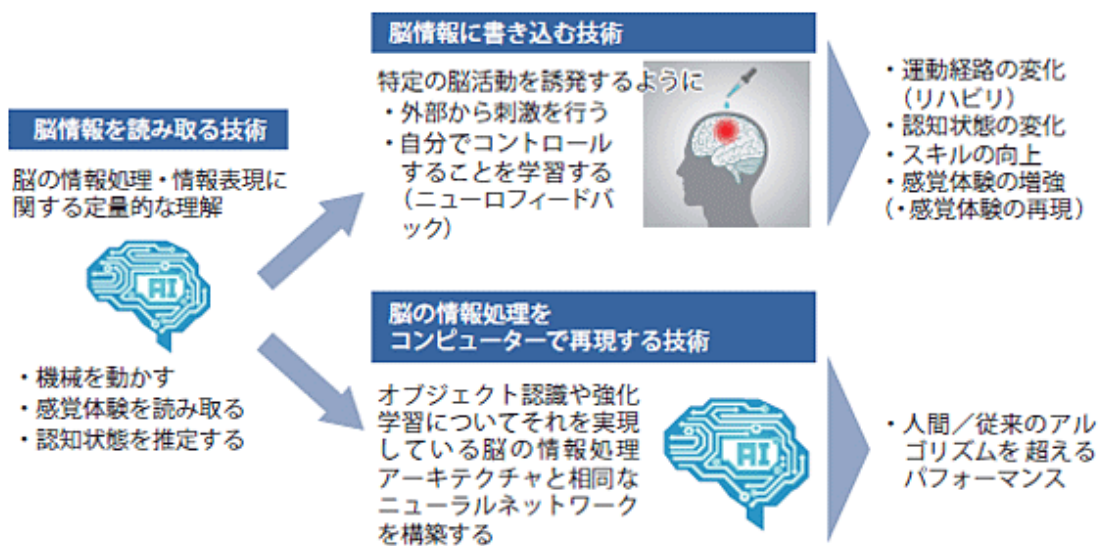 脳情報を読み取る技術
脳の情報処理・情報表現に
関する定量的な理解
AI
・機械を動かす
・感覚体験を読み取る
・認知状態を推定する
脳情報に書き込む技術
特定の脳活動を誘発するように
・外部から刺激を行う
・自分でコントロール
することを学習する
（ニューロフィードバ
ック）
・運動経路の変化
（リハビリ）
・認知状態の変化
・スキルの向上
・感覚体験の増強
（・感覚体験の再現）
脳の情報処理を
コンピューターで再現する技術
オブジェクト認識や強化
学習についてそれを実現
している脳の情報処理
アーキテクチャと相同な
ニューラルネットワーク
を構築する
AI
・人間／従来のアル
ゴリズムを超える
パフォーマンス